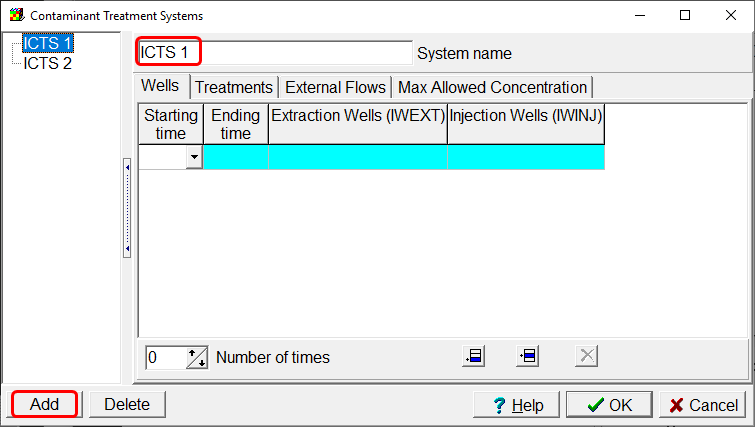 Contaminant Treatment Systems
ICTS 1
ICTS 2
ICTS 1 System name
Wells Treatments External Flows Max Allowed Concentration
Starting time Ending time Extraction Wells (IWEXT) Injection Wells (IWINJ)
0 Number of times
Add Delete ? Help OK Cancel